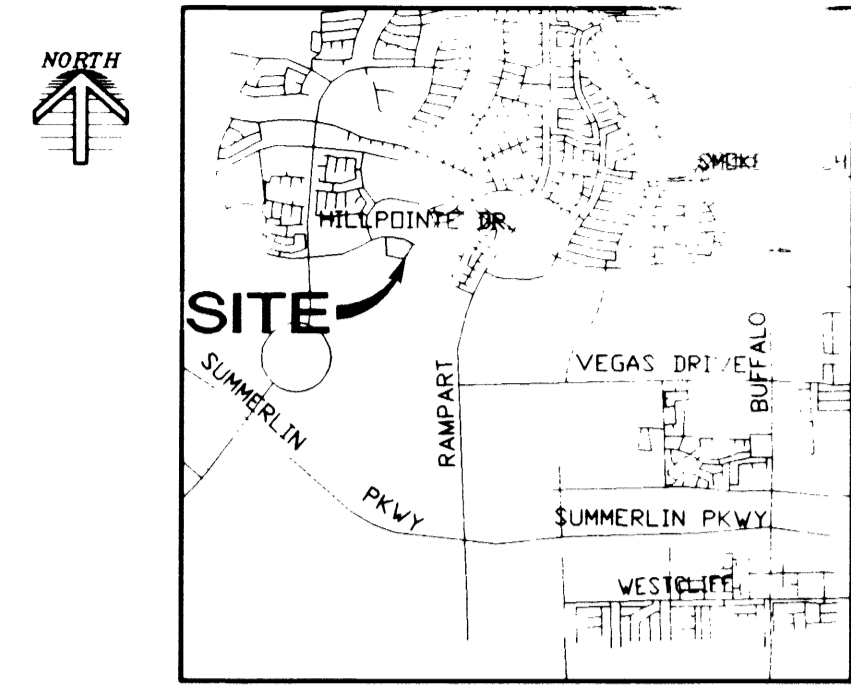 NORTH
HILLPOINTE DR.
SITE
SUMMERLIN
PKWY
RAMPART
VEGAS DRIVE
BUFFALO
SUMMERLIN PKWY
WESTCLIFF